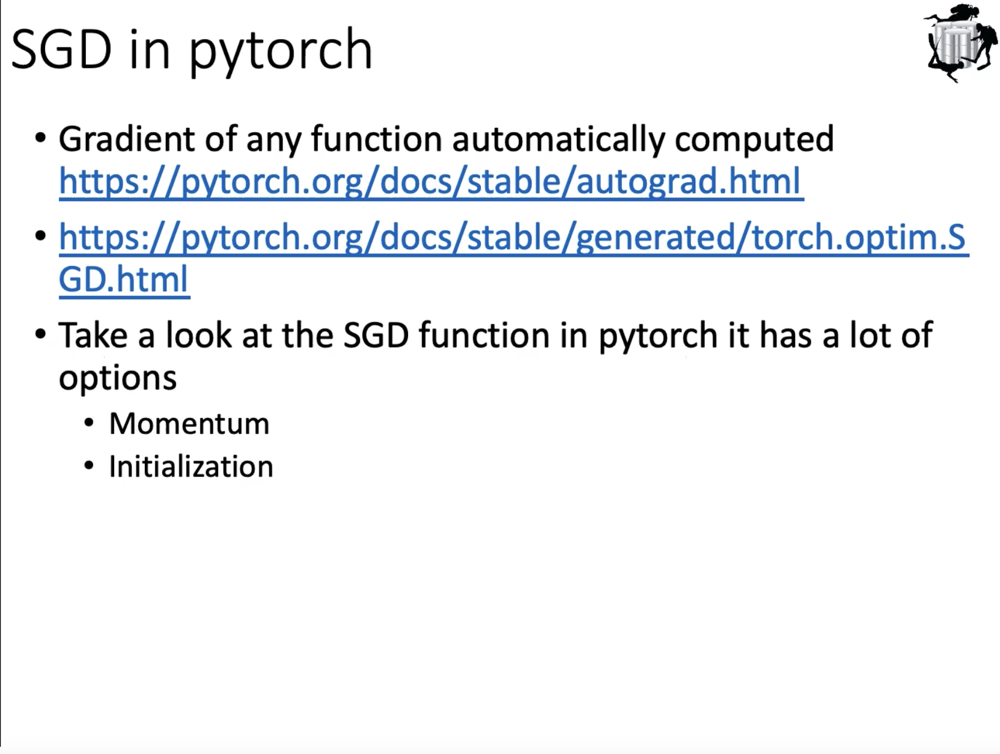 SGD in pytorch
• Gradient of any function automatically computed
https://pytorch.org/docs/stable/autograd.html
• https://pytorch.org/docs/stable/generated/torch.optim.S
GD.html
• Take a look at the SGD function in pytorch it has a lot of
options
• Momentum
• Initialization